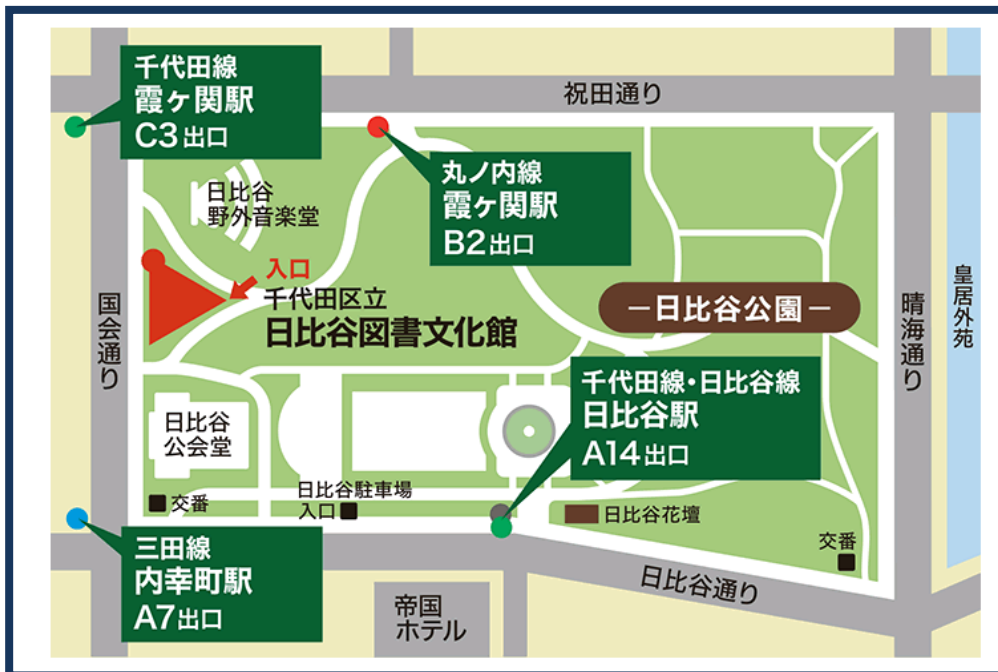 千代田線
霞ヶ関駅
C3出口
祝田通り
丸ノ内線
霞ヶ関駅
B2出口
日比谷
野外音楽堂
入口
千代田区立
日比谷図書文化館
国会通り
－日比谷公園－
晴海通り
皇居外苑
千代田線・日比谷線
日比谷駅
A14出口
日比谷
公会堂
交番
日比谷駐車場
入口
日比谷花壇
交番
三田線
内幸町駅
A7出口
帝国
ホテル
日比谷通り